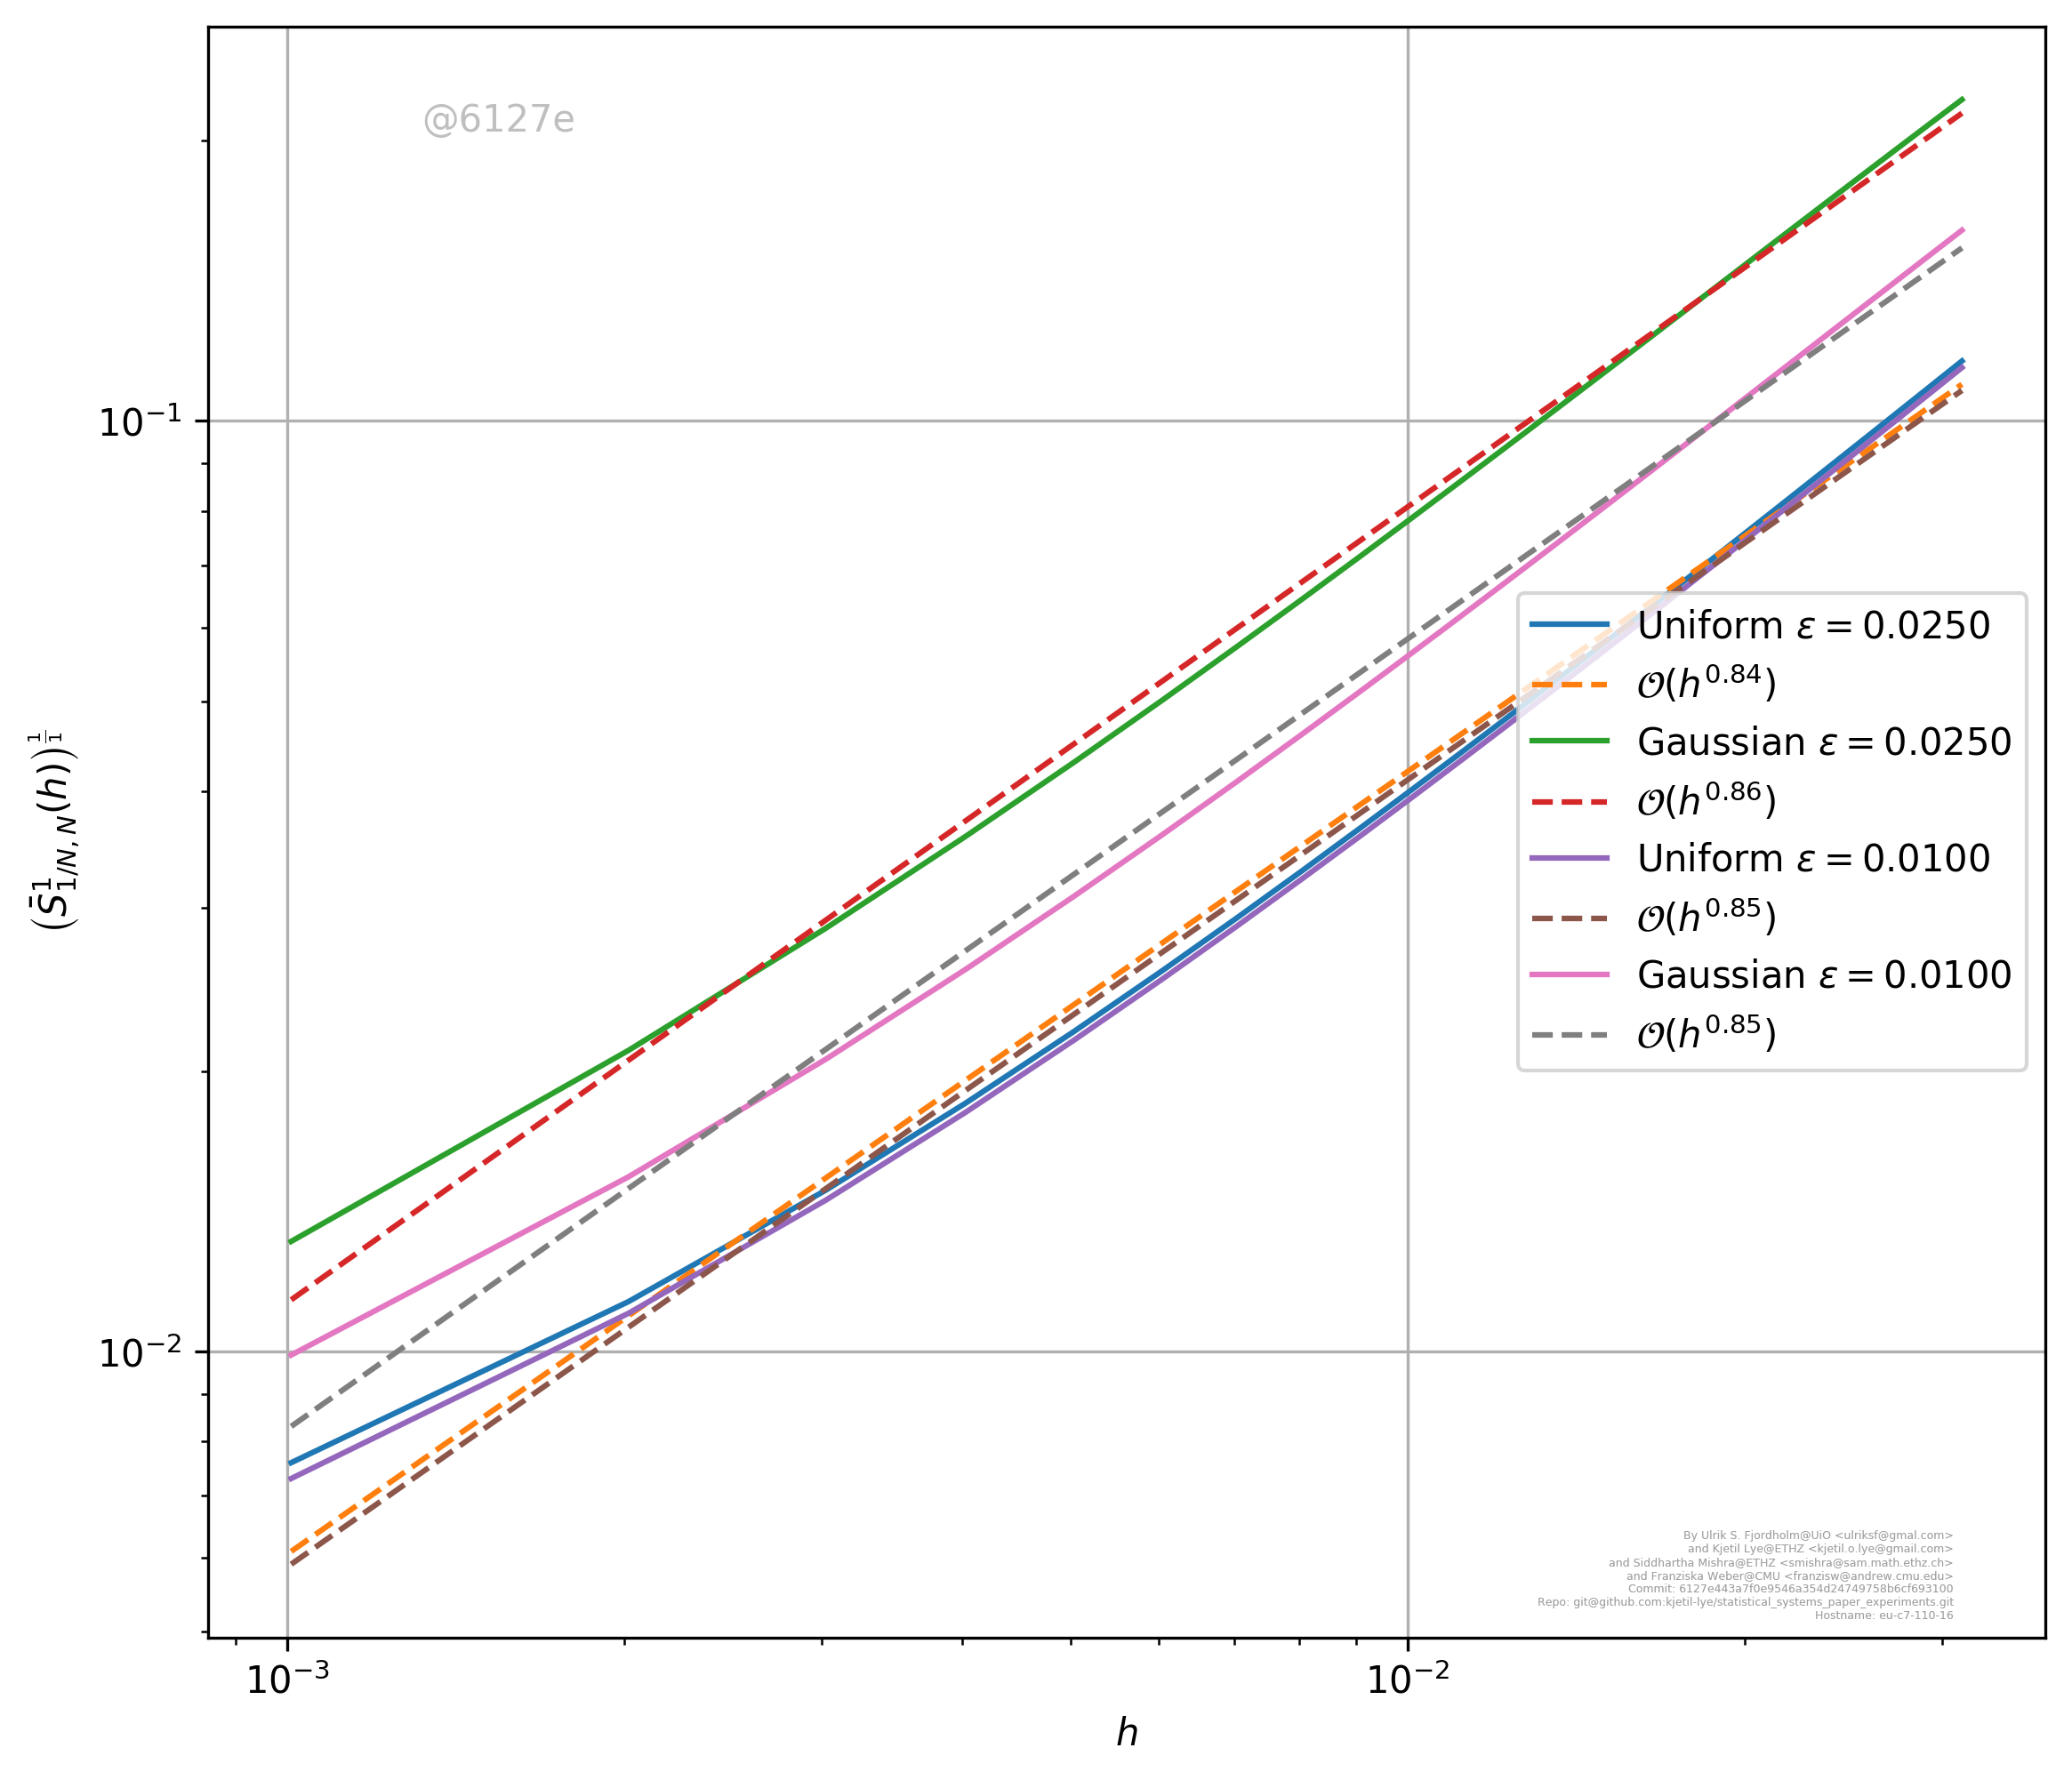 @6127e
10⁻¹
10⁻²
(S̄¹₁/N, N(h))^(1/1)
Uniform ε = 0.0250
𝒪(h^0.84)
Gaussian ε = 0.0250
𝒪(h^0.86)
Uniform ε = 0.0100
𝒪(h^0.85)
Gaussian ε = 0.0100
𝒪(h^0.85)
By Ulrik S. Fjordholm@UiO <ulriksf@gmal.com>
and Kjetil Lye@ETHZ <kjetil.o.lye@gmail.com>
and Siddhartha Mishra@ETHZ <smishra@sam.math.ethz.ch>
and Franziska Weber@CMU <franzisw@andrew.cmu.edu>
Commit: 6127e443a7f0e9546a354d24749758b6cf693100
Repo: git@github.com:kjetil-lye/statistical_systems_paper_experiments.git
Hostname: eu-c7-110-16
10⁻³ 10⁻²
h